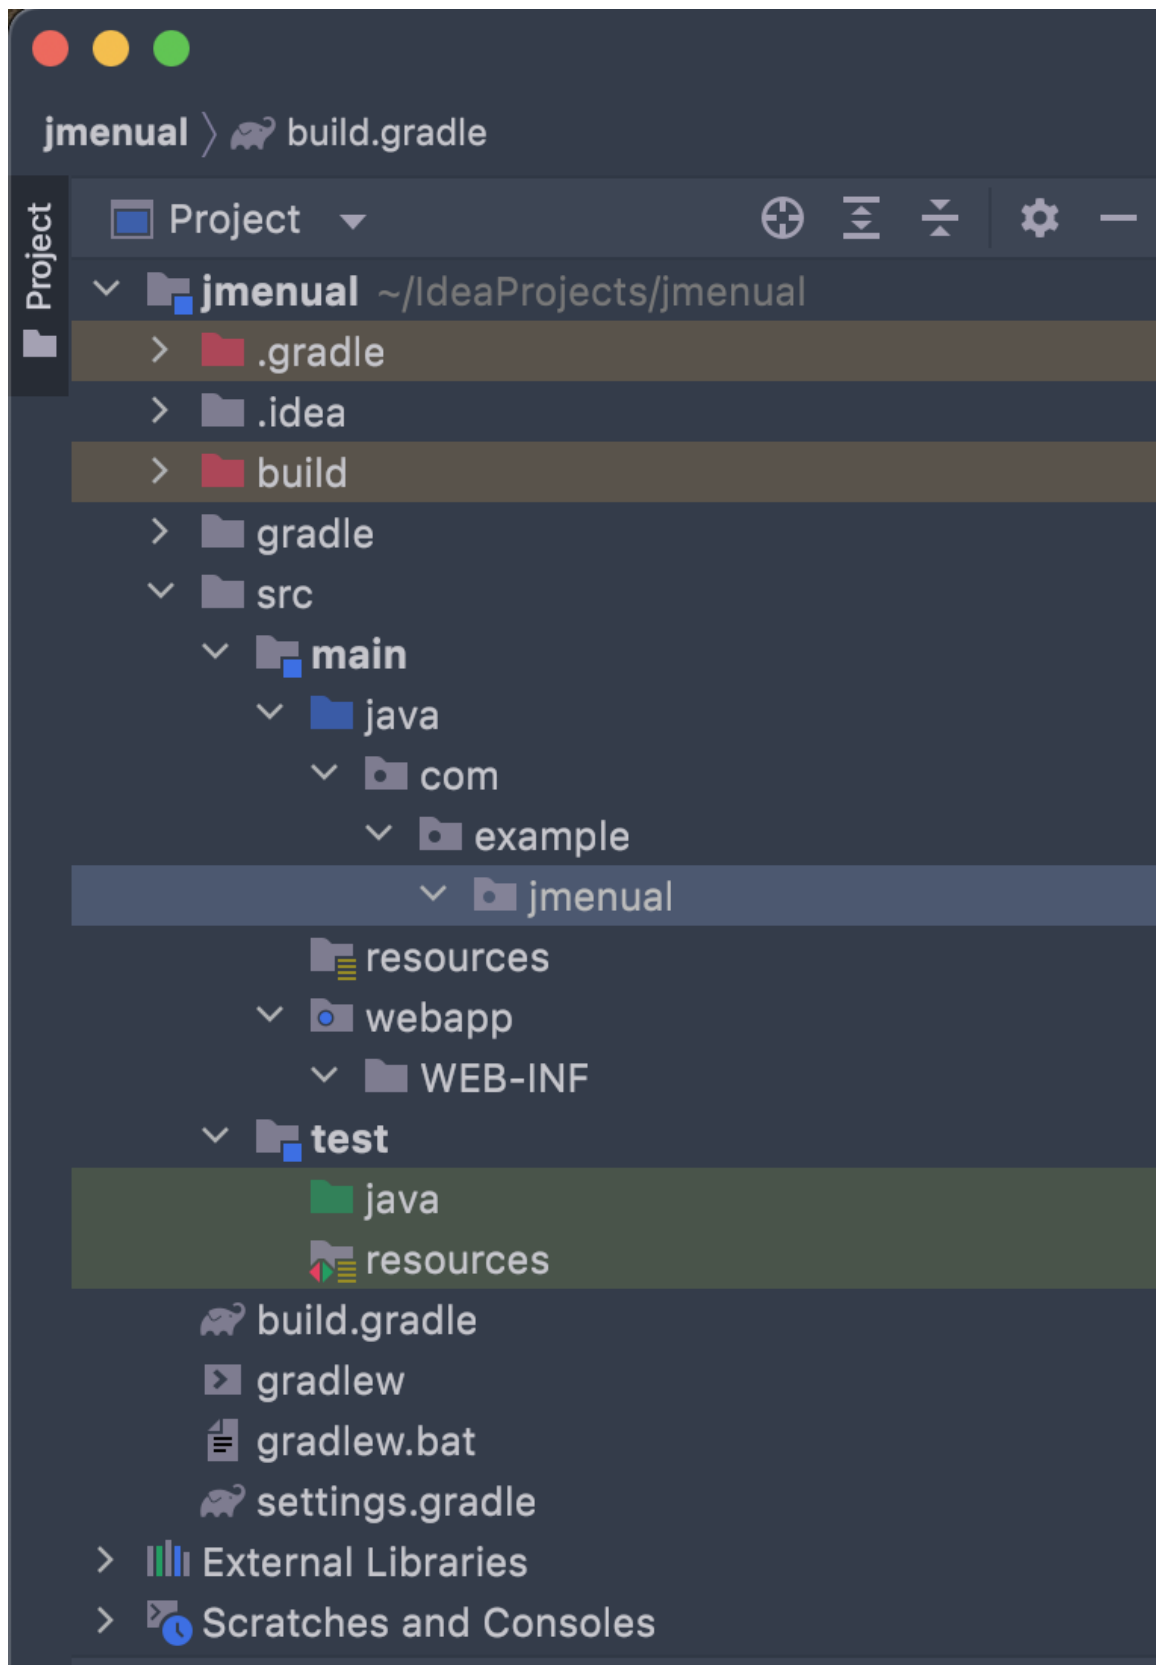 jmenual build.gradle
Project
Project
jmenual ~/IdeaProjects/jmenual
.gradle
.idea
build
gradle
src
main
java
com
example
jmenual
resources
webapp
WEB-INF
test
java
resources
build.gradle
gradlew
gradlew.bat
settings.gradle
External Libraries
Scratches and Consoles